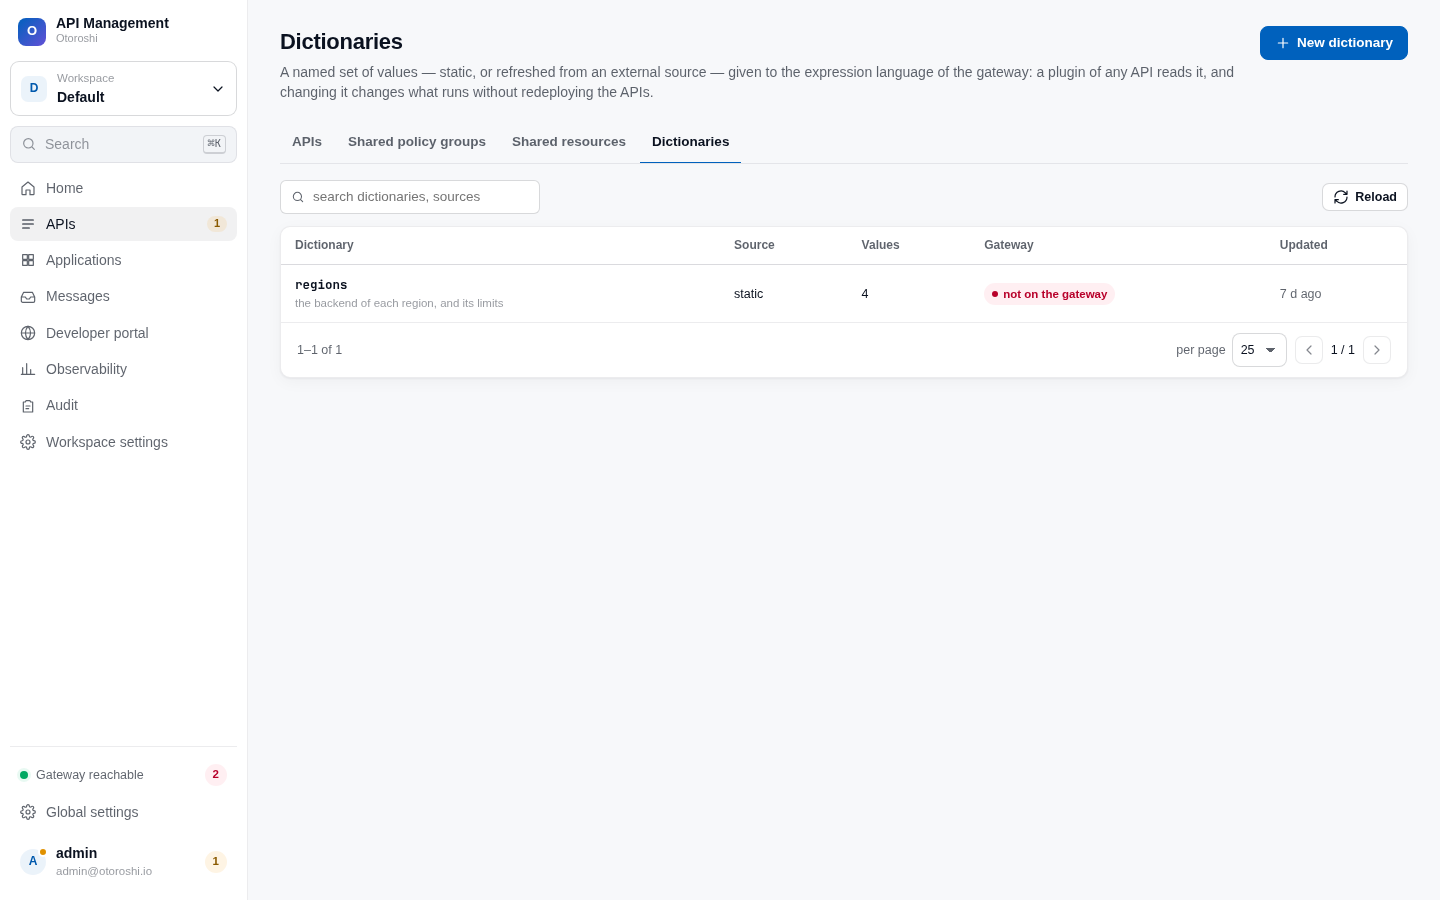 O
API Management
Otoroshi
D
Workspace
Default
Search
⌘K
Home
APIs
1
Applications
Messages
Developer portal
Observability
Audit
Workspace settings
Gateway reachable
2
Global settings
A
admin
admin@otoroshi.io
1
Dictionaries
New dictionary
A named set of values — static, or refreshed from an external source — given to the expression language of the gateway: a plugin of any API reads it, and
changing it changes what runs without redeploying the APIs.
APIs
Shared policy groups
Shared resources
Dictionaries
search dictionaries, sources
Reload
Dictionary
Source
Values
Gateway
Updated
regions
the backend of each region, and its limits
static
4
not on the gateway
7 d ago
1–1 of 1
per page
25
1 / 1